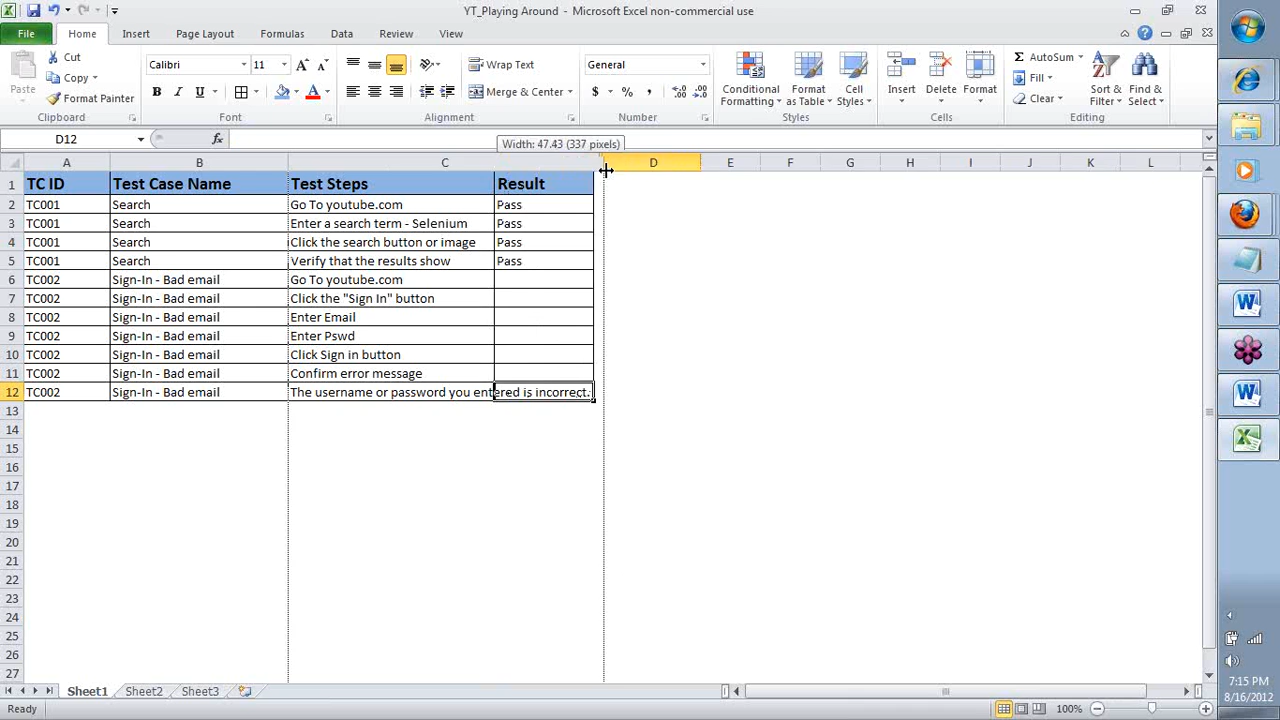 YT_Playing Around - Microsoft Excel non-commercial use
File Home Insert Page Layout Formulas Data Review View
Paste Cut Copy Format Painter Clipboard
Calibri 11 B I U A A A Font
Wrap Text Merge & Center Alignment
General $ % , Number
Conditional Formatting Format as Table Cell Styles Styles
Insert Delete Format Cells
Σ AutoSum Fill Clear Sort & Filter Find & Select Editing
D12 fx
Width: 47.43 (337 pixels)
A B C D E F G H I J K L
1 TC ID Test Case Name Test Steps Result
2 TC001 Search Go To youtube.com Pass
3 TC001 Search Enter a search term - Selenium Pass
4 TC001 Search Click the search button or image Pass
5 TC001 Search Verify that the results show Pass
6 TC002 Sign-In - Bad email Go To youtube.com
7 TC002 Sign-In - Bad email Click the "Sign In" button
8 TC002 Sign-In - Bad email Enter Email
9 TC002 Sign-In - Bad email Enter Pswd
10 TC002 Sign-In - Bad email Click Sign in button
11 TC002 Sign-In - Bad email Confirm error message
12 TC002 Sign-In - Bad email The username or password you entered is incorrect.
13
14
15
16
17
18
19
20
21
22
23
24
25
26
27
Sheet1 Sheet2 Sheet3
Ready 100%
7:15 PM
8/16/2012